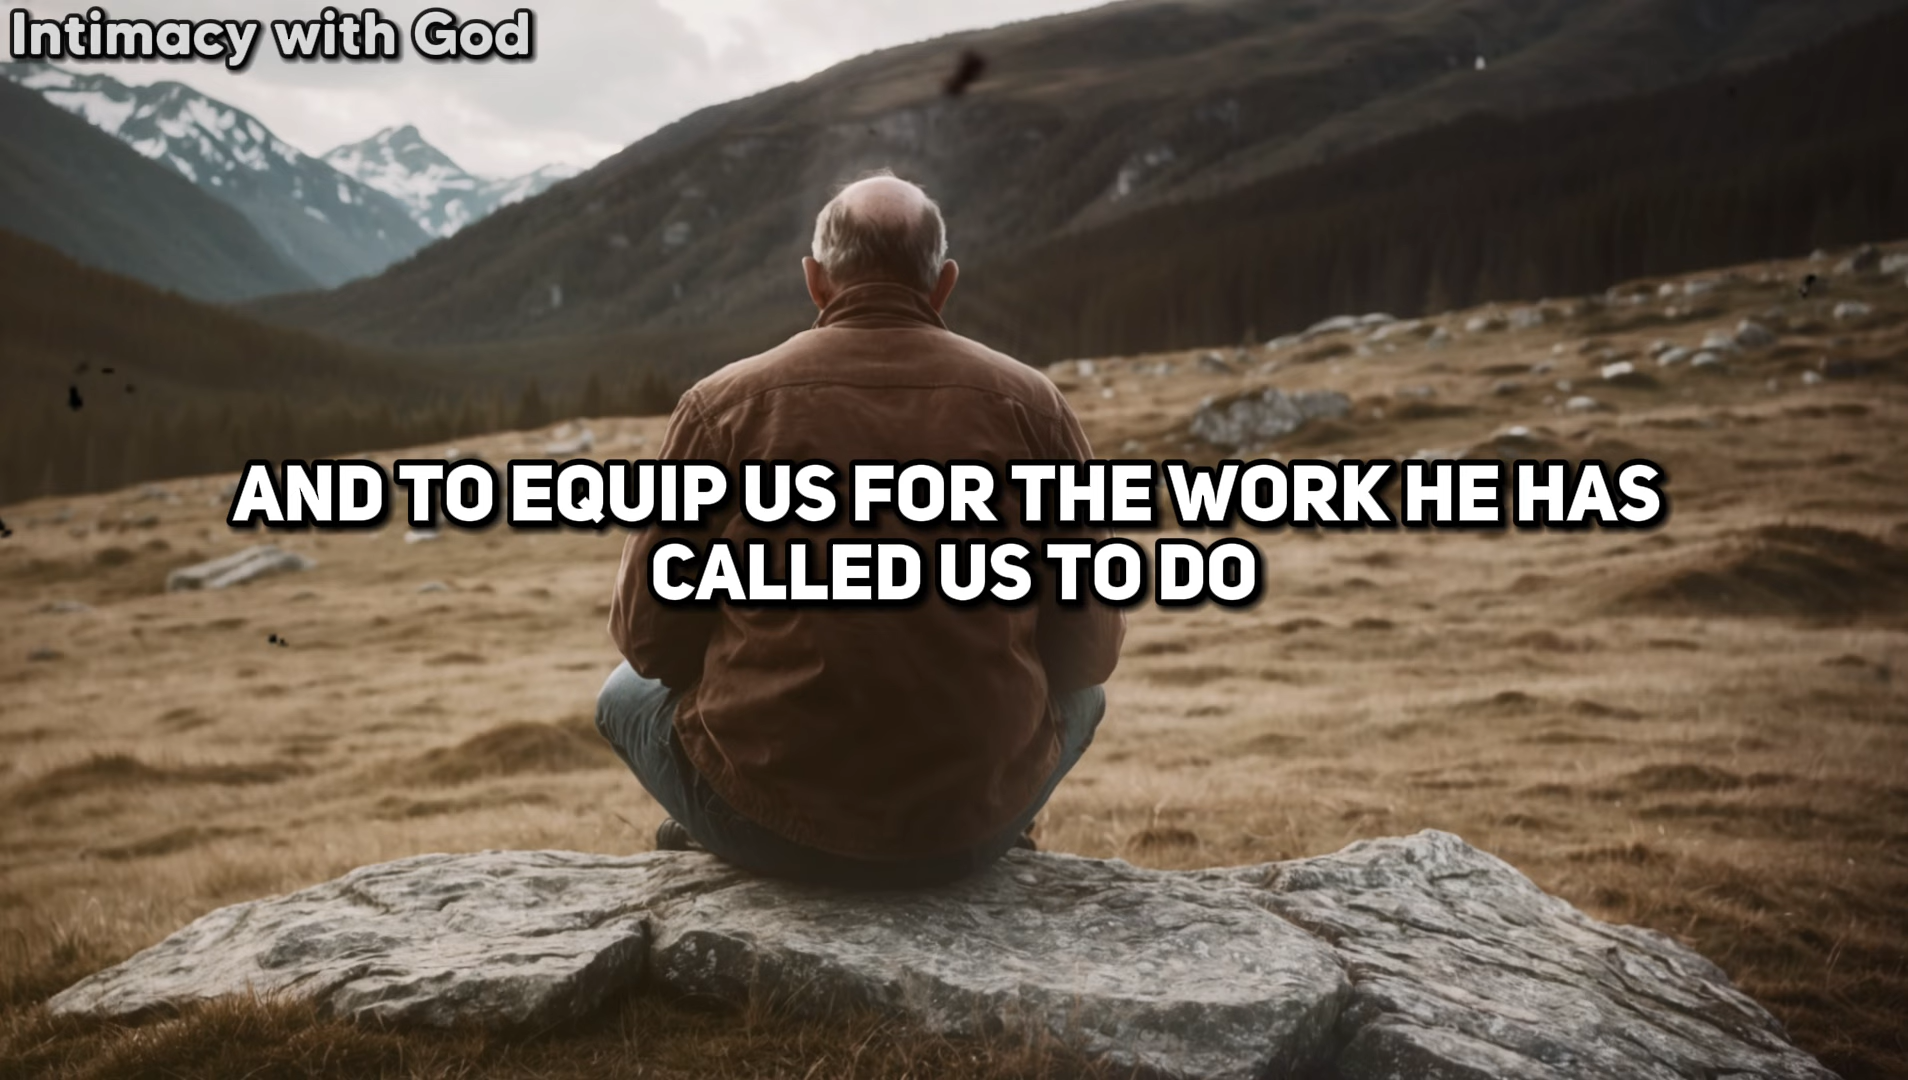 Intimacy with God
AND TO EQUIP US FOR THE WORK HE HAS
CALLED US TO DO